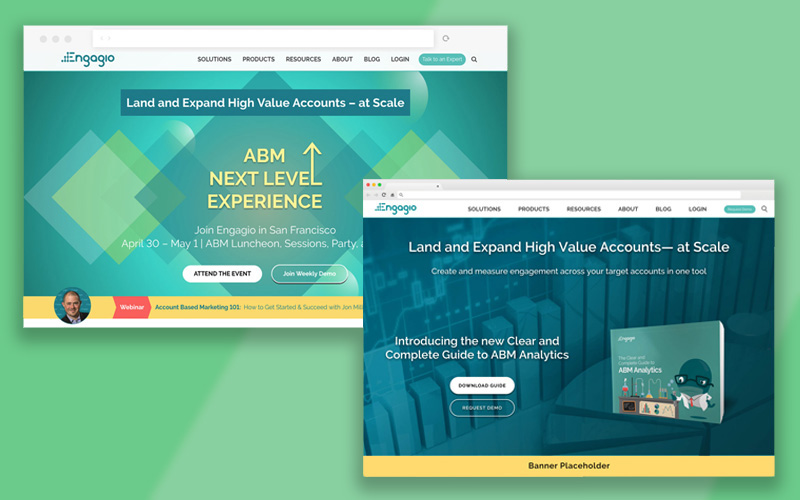 Engagio
SOLUTIONS PRODUCTS RESOURCES ABOUT BLOG LOGIN Talk to an Expert
Land and Expand High Value Accounts – at Scale
ABM
NEXT LEVEL
EXPERIENCE
Join Engagio in San Francisco
April 30 – May 1 | ABM Luncheon, Sessions, Party, a
ATTEND THE EVENT Join Weekly Demo
Webinar Account Based Marketing 101: How to Get Started & Succeed with Jon Mill
Engagio
SOLUTIONS PRODUCTS RESOURCES ABOUT BLOG LOGIN Request Demo
Land and Expand High Value Accounts— at Scale
Create and measure engagement across your target accounts in one tool
Introducing the new Clear and
Complete Guide to ABM Analytics
DOWNLOAD GUIDE
REQUEST DEMO
Engagio
The Clear and
Complete Guide to
ABM Analytics
Banner Placeholder